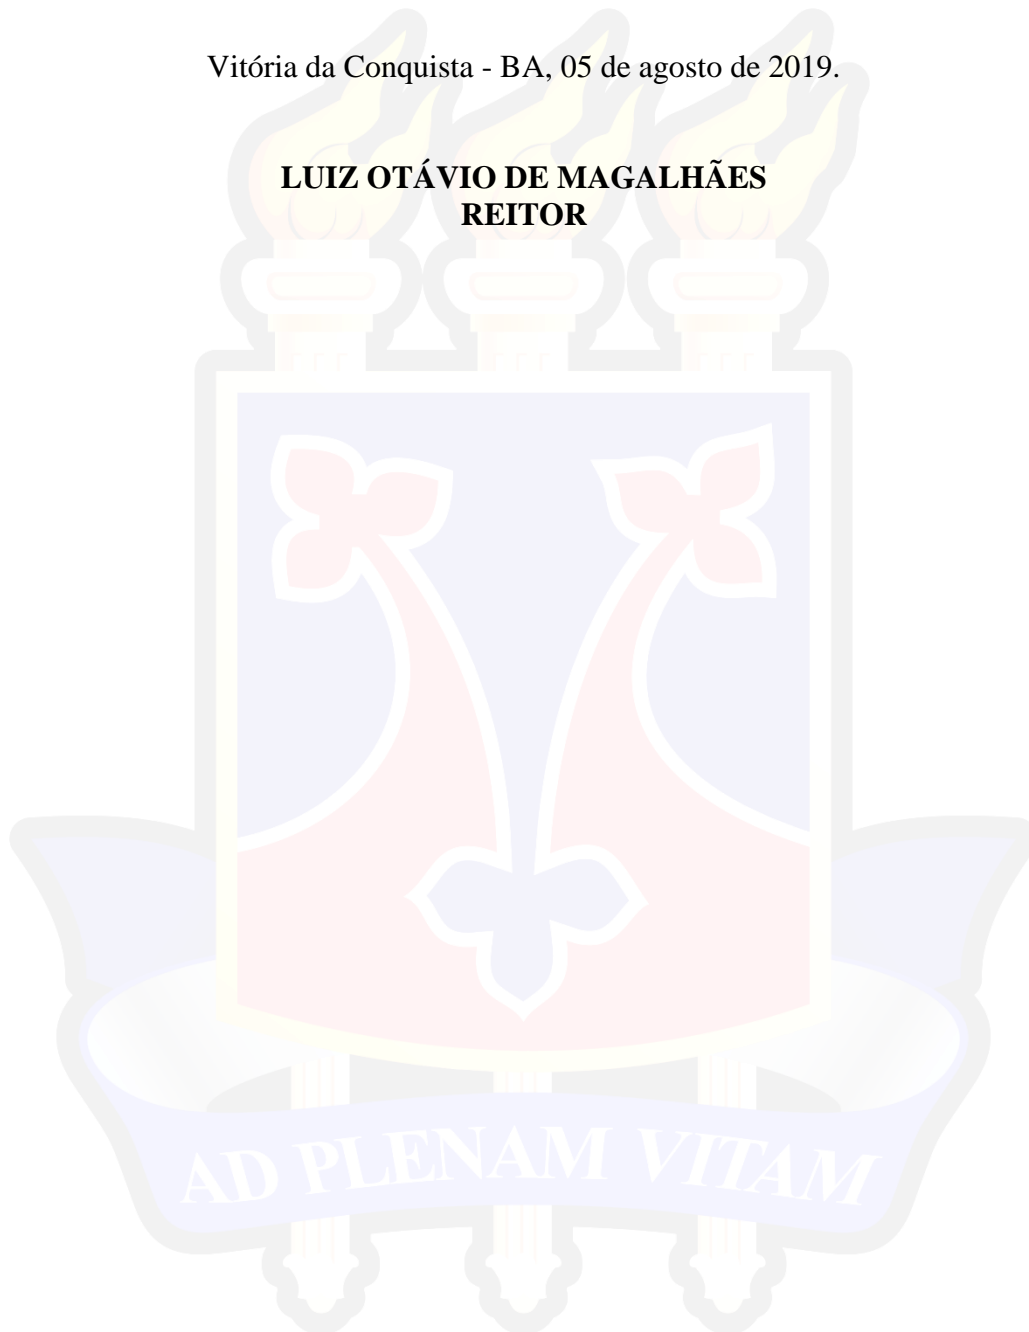 Vitória da Conquista - BA, 05 de agosto de 2019.
LUIZ OTÁVIO DE MAGALHÃES
REITOR
AD PLENAM VITAM